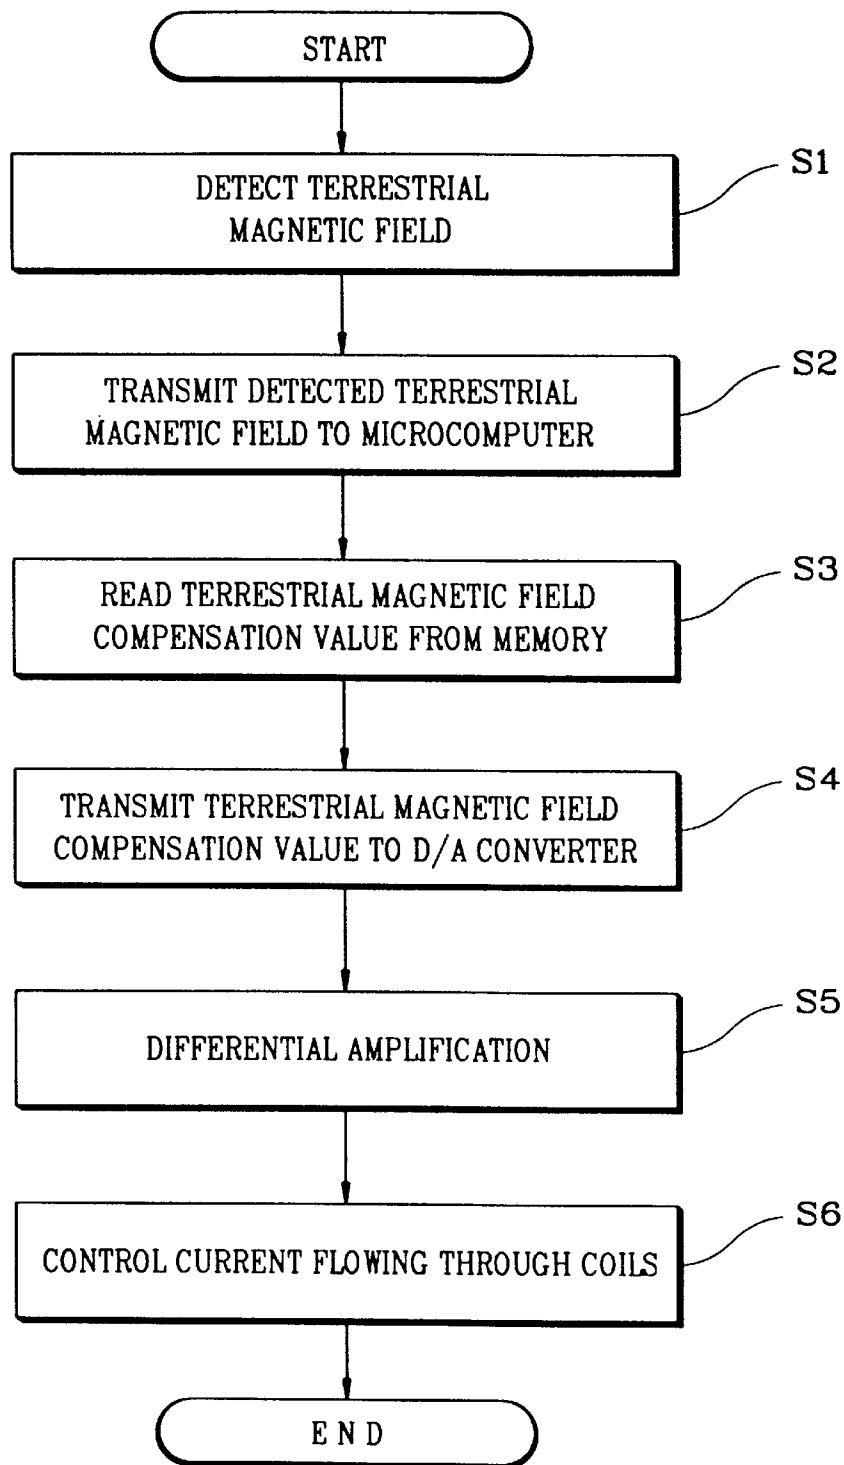 START
DETECT TERRESTRIAL
MAGNETIC FIELD
S1
TRANSMIT DETECTED TERRESTRIAL
MAGNETIC FIELD TO MICROCOMPUTER
S2
READ TERRESTRIAL MAGNETIC FIELD
COMPENSATION VALUE FROM MEMORY
S3
TRANSMIT TERRESTRIAL MAGNETIC FIELD
COMPENSATION VALUE TO D/A CONVERTER
S4
DIFFERENTIAL AMPLIFICATION
S5
CONTROL CURRENT FLOWING THROUGH COILS
S6
END